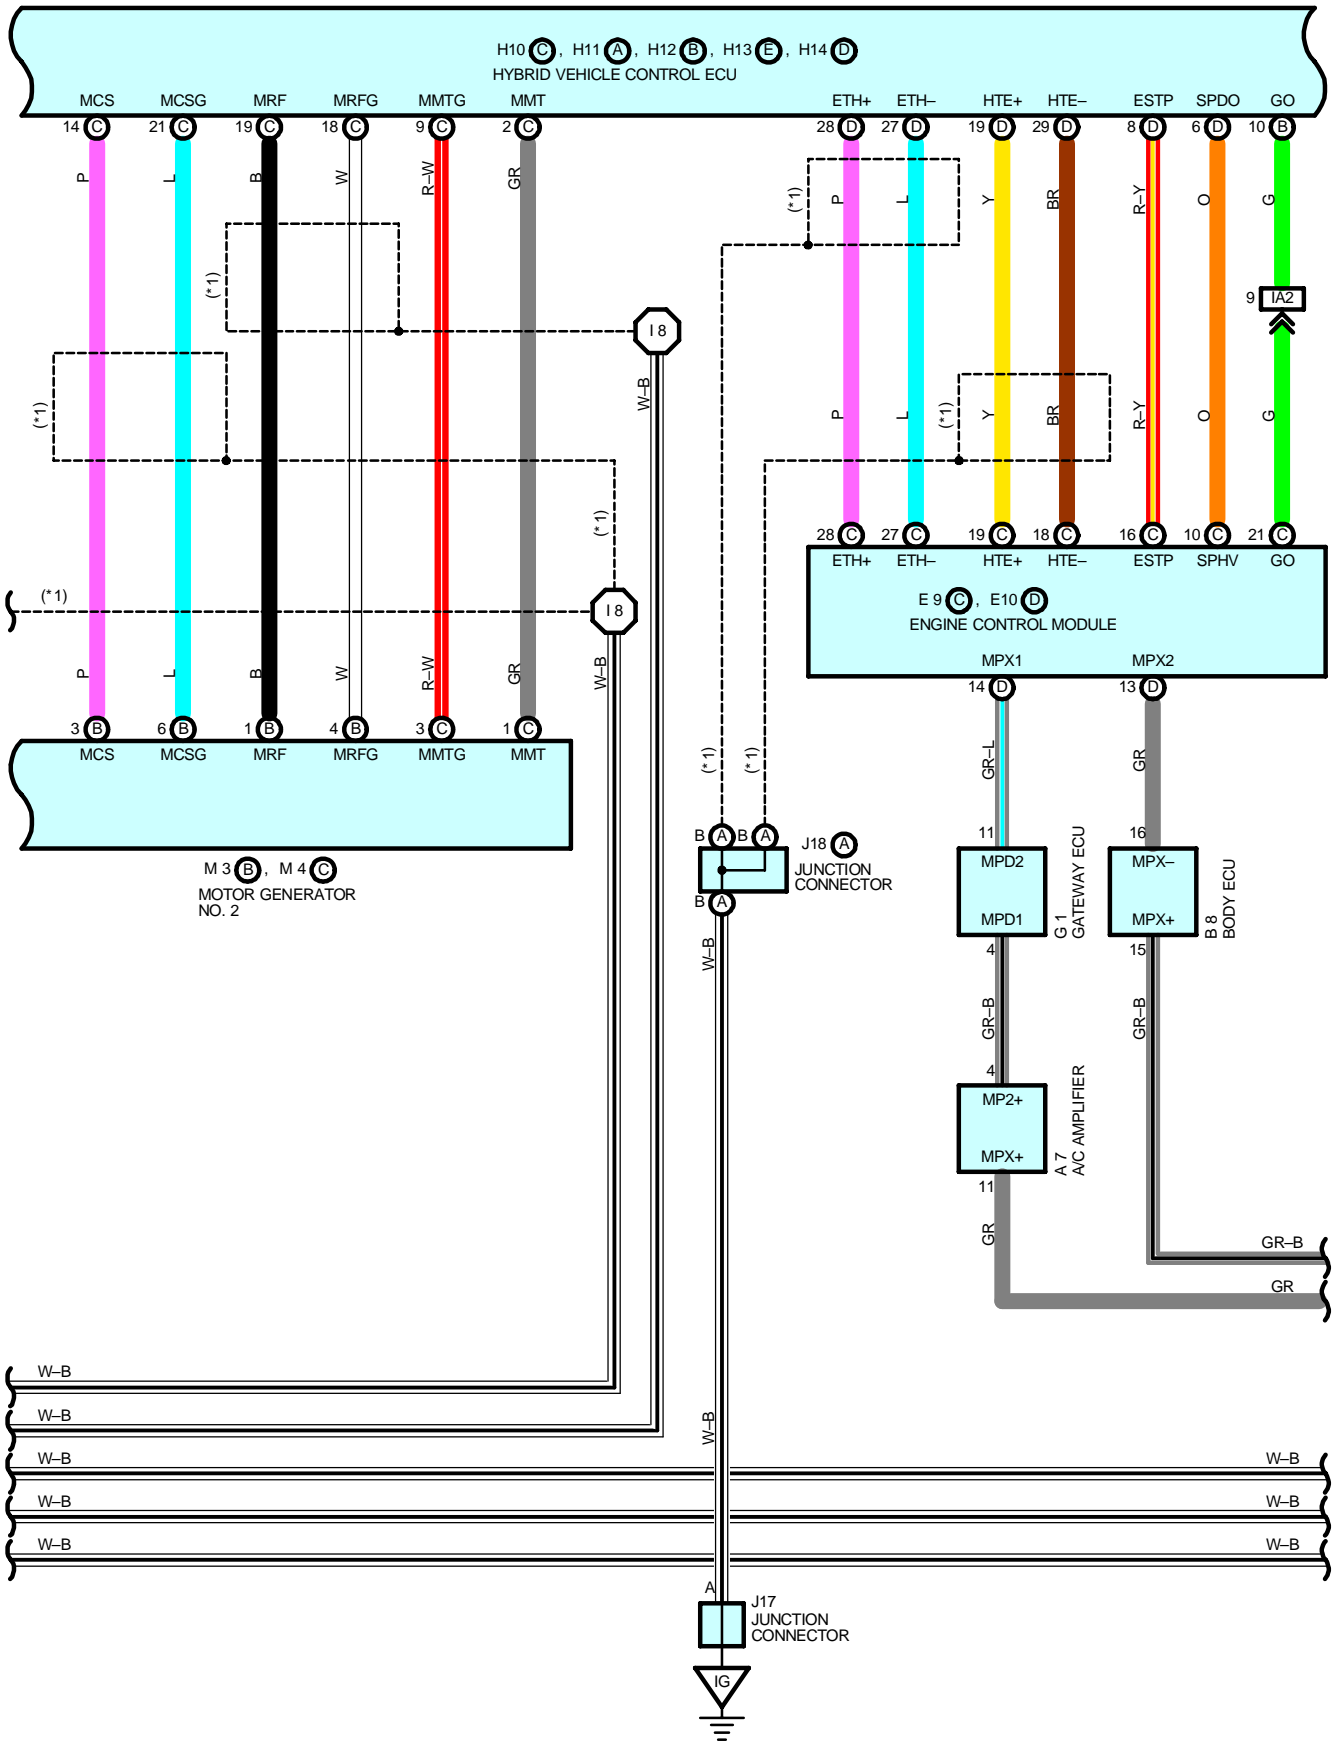 H10 C, H11 A, H12 B, H13 E, H14 D
HYBRID VEHICLE CONTROL ECU
MCS MCSG MRF MRFG MMTG MMT ETH+ ETH– HTE+ HTE– ESTP SPDO GO
14 C 21 C 19 C 18 C 9 C 2 C 28 D 27 D 19 D 29 D 8 D 6 D 10 B
P L B W R–W GR
(*1) P L Y BR R–Y O G
(*1)
9 IA2
I 8
W–B
(*1)
P L (*1) Y BR R–Y O G
(*1)
28 C 27 C 19 C 18 C 16 C 10 C 21 C
ETH+ ETH– HTE+ HTE– ESTP SPHV GO
(*1)
I 8
E 9 C, E10 D
ENGINE CONTROL MODULE
MPX1 MPX2
14 D 13 D
P L B W R–W GR W–B
3 B 6 B 1 B 4 B 3 C 1 C
MCS MCSG MRF MRFG MMTG MMT
(*1) (*1) GR–L GR
M 3 B, M 4 C
MOTOR GENERATOR
NO. 2
B A B A
J18 A
JUNCTION
CONNECTOR
B A
11 16
MPD2
MPD1
G 1
GATEWAY ECU
MPX–
MPX+
B 8
BODY ECU
4 15
W–B
GR–B GR–B
4
MP2+
MPX+
A 7
A/C AMPLIFIER
11
GR
GR–B
GR
W–B
W–B
W–B
W–B W–B
W–B W–B
W–B W–B
A
J17
JUNCTION
CONNECTOR
IG